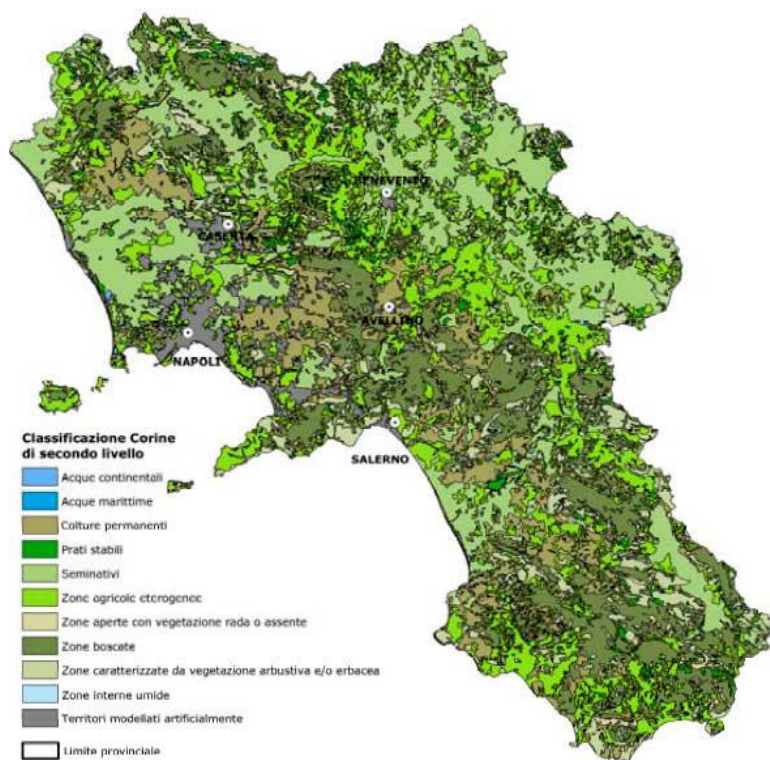 BENEVENTO
CASERTA
AVELLINO
NAPOLI
SALERNO
Classificazione Corine
di secondo livello
Acque continentali
Acque marittime
Colture permanenti
Prati stabili
Seminativi
Zone agricole eterogenee
Zone aperte con vegetazione rada o assente
Zone boscate
Zone caratterizzate da vegetazione arbustiva e/o erbacea
Zone interne umide
Territori modellati artificialmente
Limite provinciale